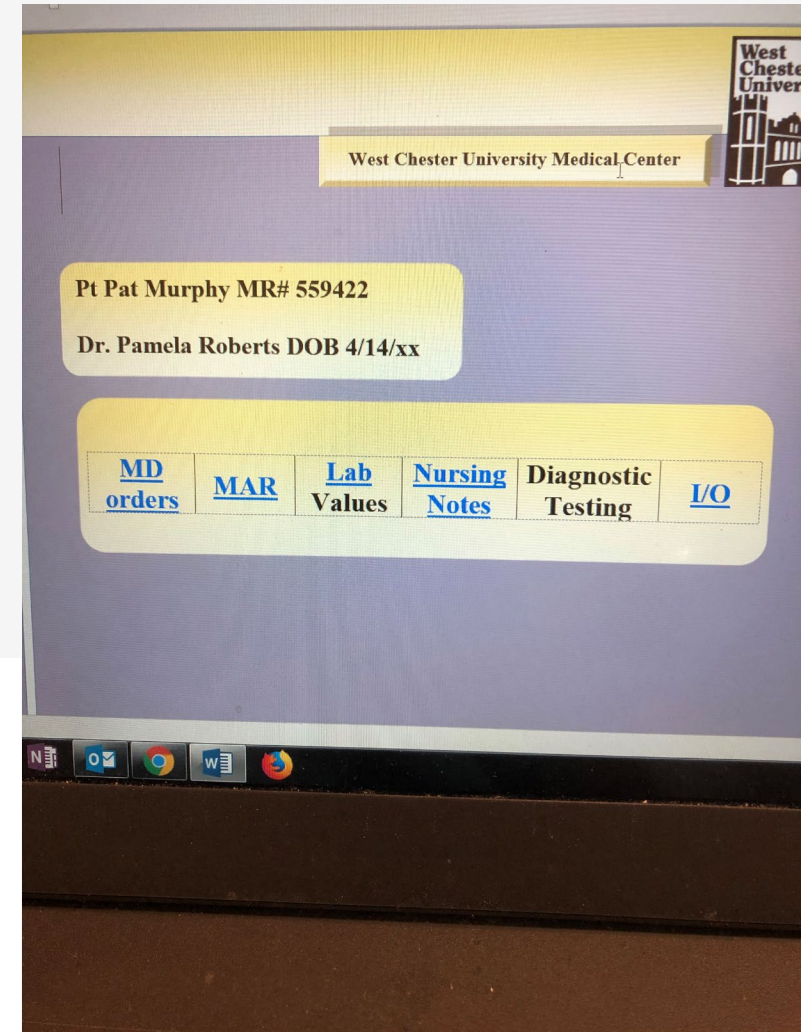 West
Cheste
Univer
West Chester University Medical Center
Pt Pat Murphy MR# 559422
Dr. Pamela Roberts DOB 4/14/xx
MD orders
MAR
Lab Values
Nursing Notes
Diagnostic Testing
I/O